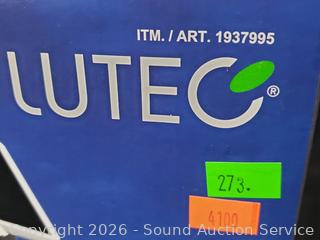 ITM. / ART. 1937995
LUTEC®
273.
4100
Copyright 2026 - Sound Auction Service